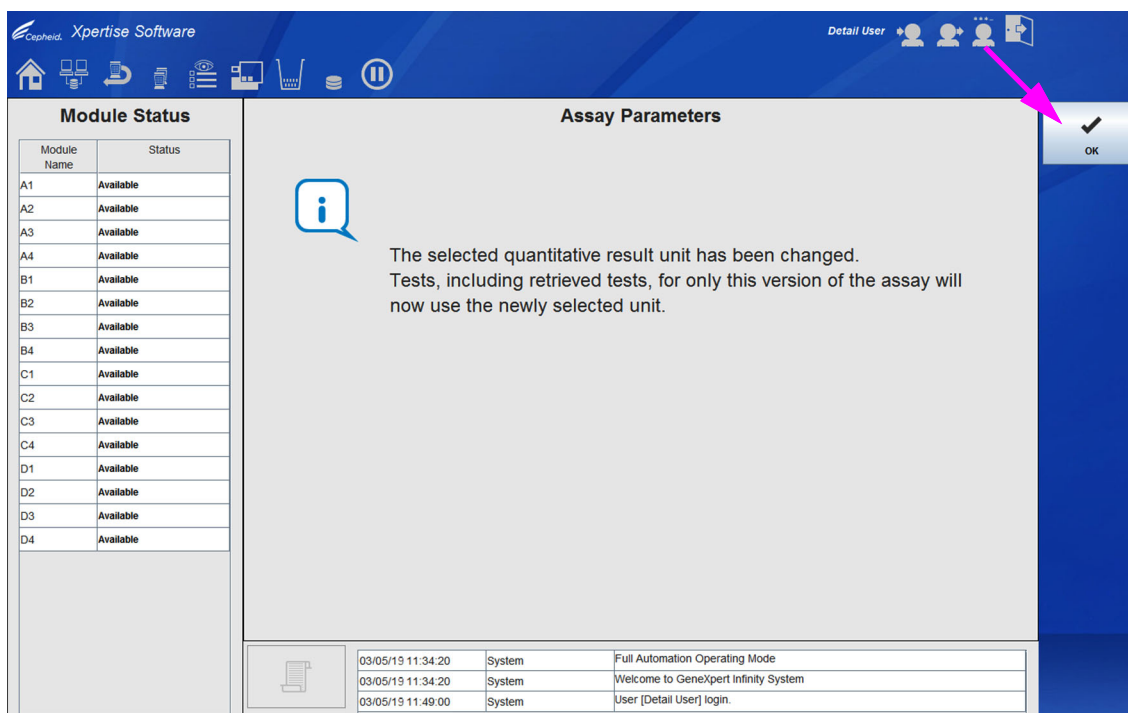 Cepheid. Xpertise Software
Detail User
Module Status
Assay Parameters
OK
Module Name Status
A1 Available
A2 Available
A3 Available
A4 Available
B1 Available
B2 Available
B3 Available
B4 Available
C1 Available
C2 Available
C3 Available
C4 Available
D1 Available
D2 Available
D3 Available
D4 Available
The selected quantitative result unit has been changed.
Tests, including retrieved tests, for only this version of the assay will
now use the newly selected unit.
03/05/19 11:34:20 System Full Automation Operating Mode
03/05/19 11:34:20 System Welcome to GeneXpert Infinity System
03/05/19 11:49:00 System User [Detail User] login.